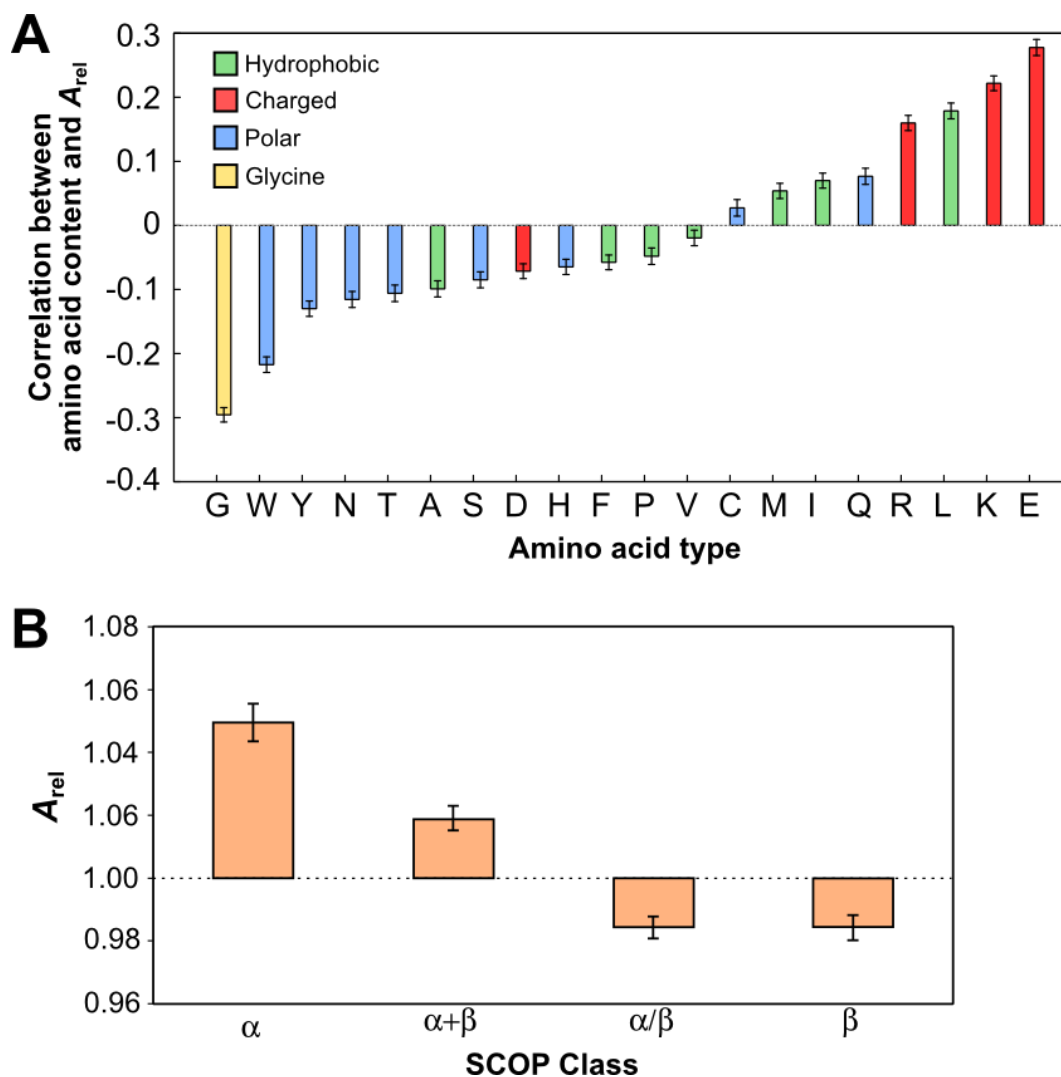 A
Correlation between
amino acid content and Arel
0.3
0.2
0.1
0
-0.1
-0.2
-0.3
-0.4
Hydrophobic
Charged
Polar
Glycine
G W Y N T A S D H F P V C M I Q R L K E
Amino acid type
B
Arel
1.08
1.06
1.04
1.06
1.00
0.98
0.96
α α+β α/β β
SCOP Class